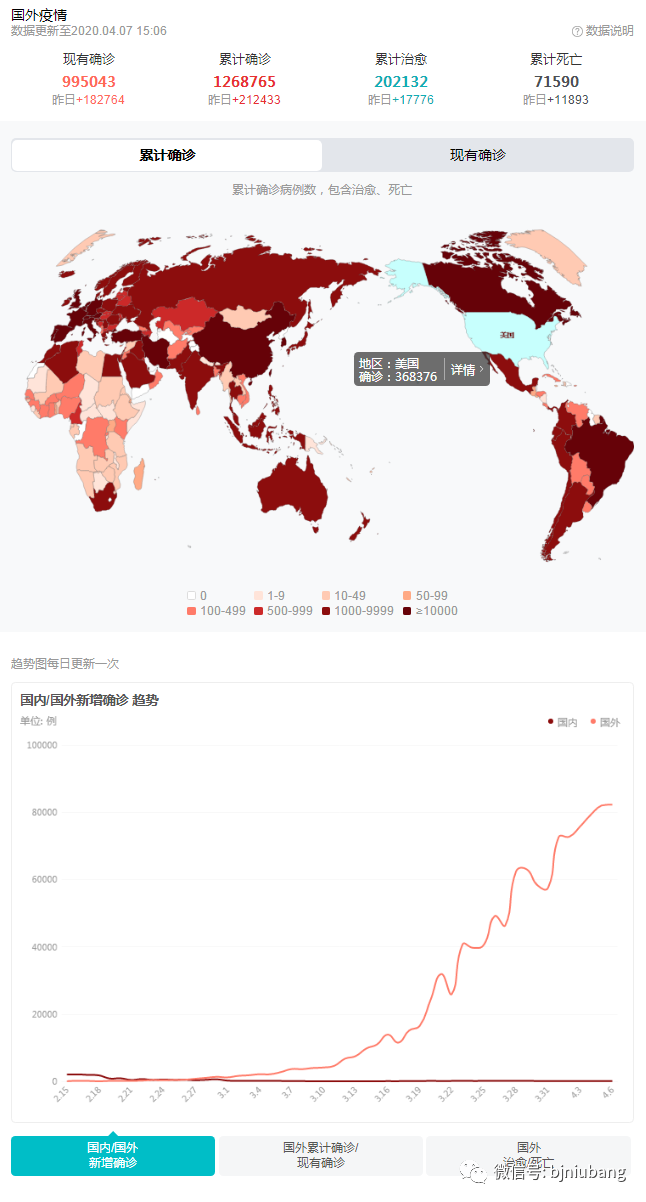 国外疫情
数据更新至2020.04.07 15:06
数据说明
现有确诊 累计确诊 累计治愈 累计死亡
995043 1268765 202132 71590
昨日+182764 昨日+212433 昨日+17776 昨日+11893
累计确诊 现有确诊
累计确诊病例数，包含治愈、死亡
美国
地区：美国
确诊：368376
详情
0 1-9 10-49 50-99
100-499 500-999 1000-9999 ≥10000
趋势图每日更新一次
国内/国外新增确诊 趋势
单位: 例
国内 国外
100000
80000
60000
40000
20000
0
2.15 2.18 2.21 2.24 2.27 3.1 3.4 3.7 3.10 3.13 3.16 3.19 3.22 3.25 3.28 3.31 4.3 4.6
国内/国外 国外累计确诊/ 国外
新增确诊 现有确诊 治愈/死亡
微信号: bjniubang